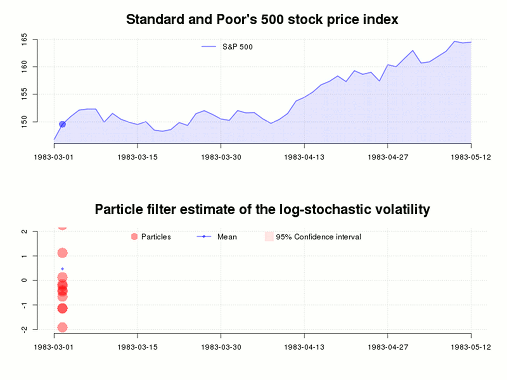 Standard and Poor's 500 stock price index
S&P 500
165
160
155
150
1983-03-01 1983-03-15 1983-03-30 1983-04-13 1983-04-27 1983-05-12
Particle filter estimate of the log-stochastic volatility
Particles Mean 95% Confidence interval
2
1
0
-1
-2
1983-03-01 1983-03-15 1983-03-30 1983-04-13 1983-04-27 1983-05-12